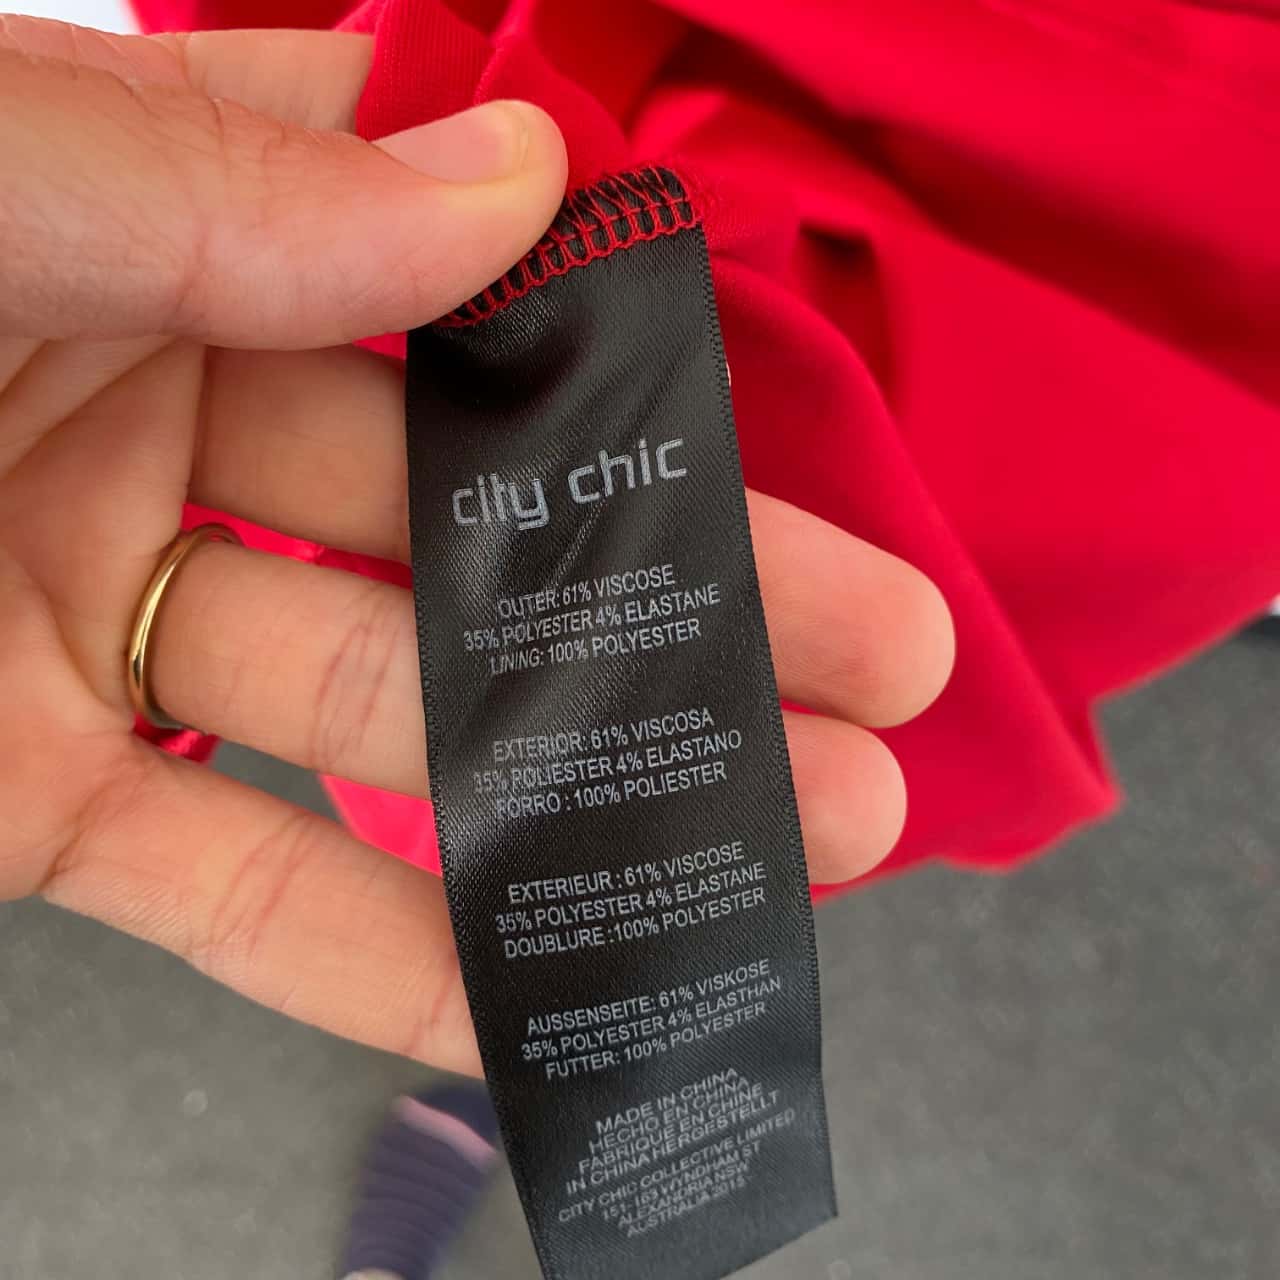 city chic
OUTER: 61% VISCOSE
35% POLYESTER 4% ELASTANE
LINING: 100% POLYESTER
EXTERIOR: 61% VISCOSA
35% POLIESTER 4% ELASTANO
FORRO : 100% POLIESTER
EXTERIEUR : 61% VISCOSE
35% POLYESTER 4% ELASTANE
DOUBLURE : 100% POLYESTER
AUSSENSEITE: 61% VISKOSE
35% POLYESTER 4% ELASTHAN
FUTTER: 100% POLYESTER
MADE IN CHINA
HECHO EN CHINA
FABRIQUE EN CHINE
IN CHINA HERGESTELLT
CITY CHIC COLLECTIVE LIMITED
151- 163 WYNDHAM ST
ALEXANDRIA NSW
AUSTRALIA 2015